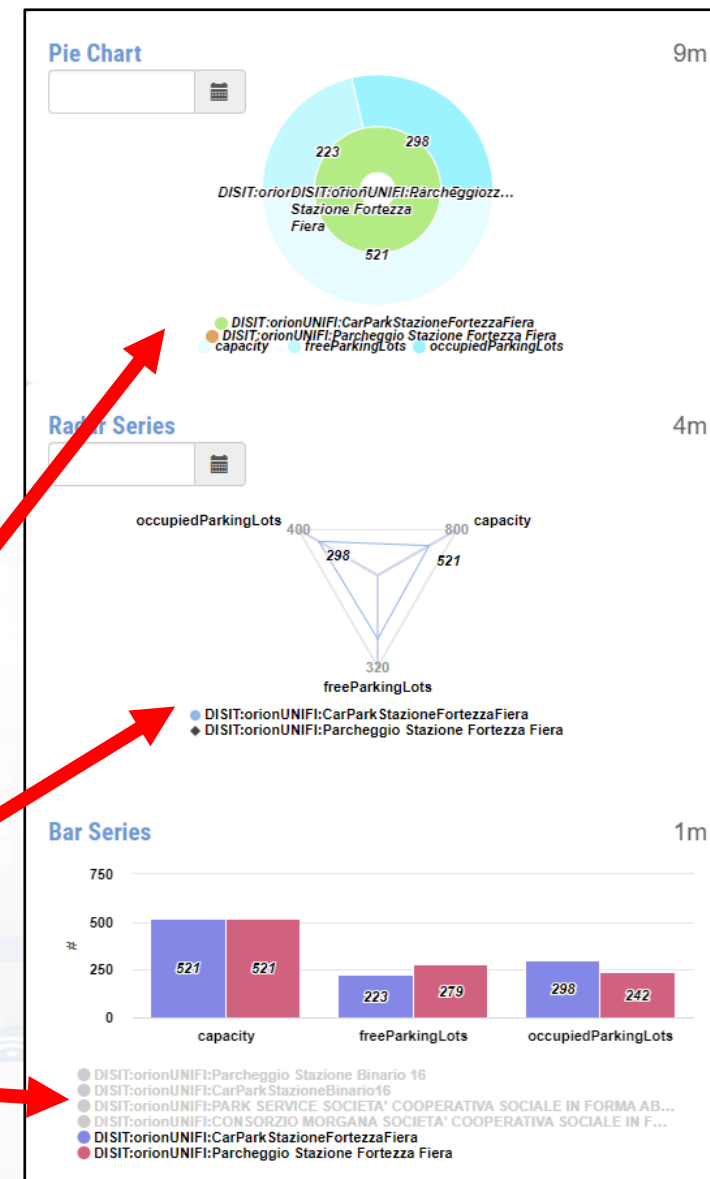 Pie Chart
9m
223
298
DISIT:orionUNIFI:Parcheggiozz...
Stazione Fortezza
Fiera
521
DISIT:orionUNIFI:CarParkStazioneFortezzaFiera
DISIT:orionUNIFI:Parcheggio Stazione Fortezza Fiera
capacity freeParkingLots occupiedParkingLots
Radar Series
4m
occupiedParkingLots 400 800 capacity
298
521
320
freeParkingLots
DISIT:orionUNIFI:CarParkStazioneFortezzaFiera
DISIT:orionUNIFI:Parcheggio Stazione Fortezza Fiera
Bar Series
1m
750
500
250
0
#
521 521 223 279 298 242
capacity freeParkingLots occupiedParkingLots
DISIT:orionUNIFI:Parcheggio Stazione Binario 16
DISIT:orionUNIFI:CarParkStazioneBinario16
DISIT:orionUNIFI:PARK SERVICE SOCIETA' COOPERATIVA SOCIALE IN FORMA AB...
DISIT:orionUNIFI:CONSORZIO MORGANA SOCIETA' COOPERATIVA SOCIALE IN F...
DISIT:orionUNIFI:CarParkStazioneFortezzaFiera
DISIT:orionUNIFI:Parcheggio Stazione Fortezza Fiera